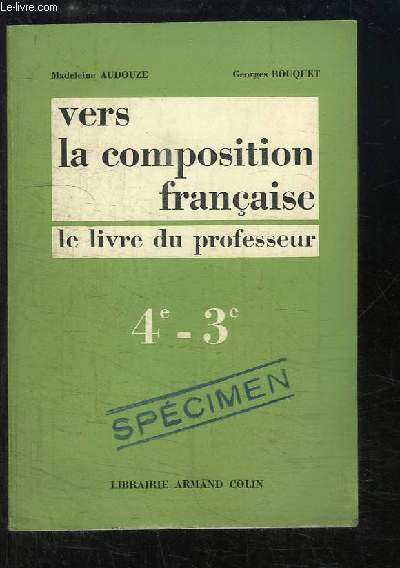 Le-livre.com
Madeleine AUDOUZE Georges BOUQUET
vers
la composition
française
le livre du professeur
4e - 3e
SPÉCIMEN
LIBRAIRIE ARMAND COLIN